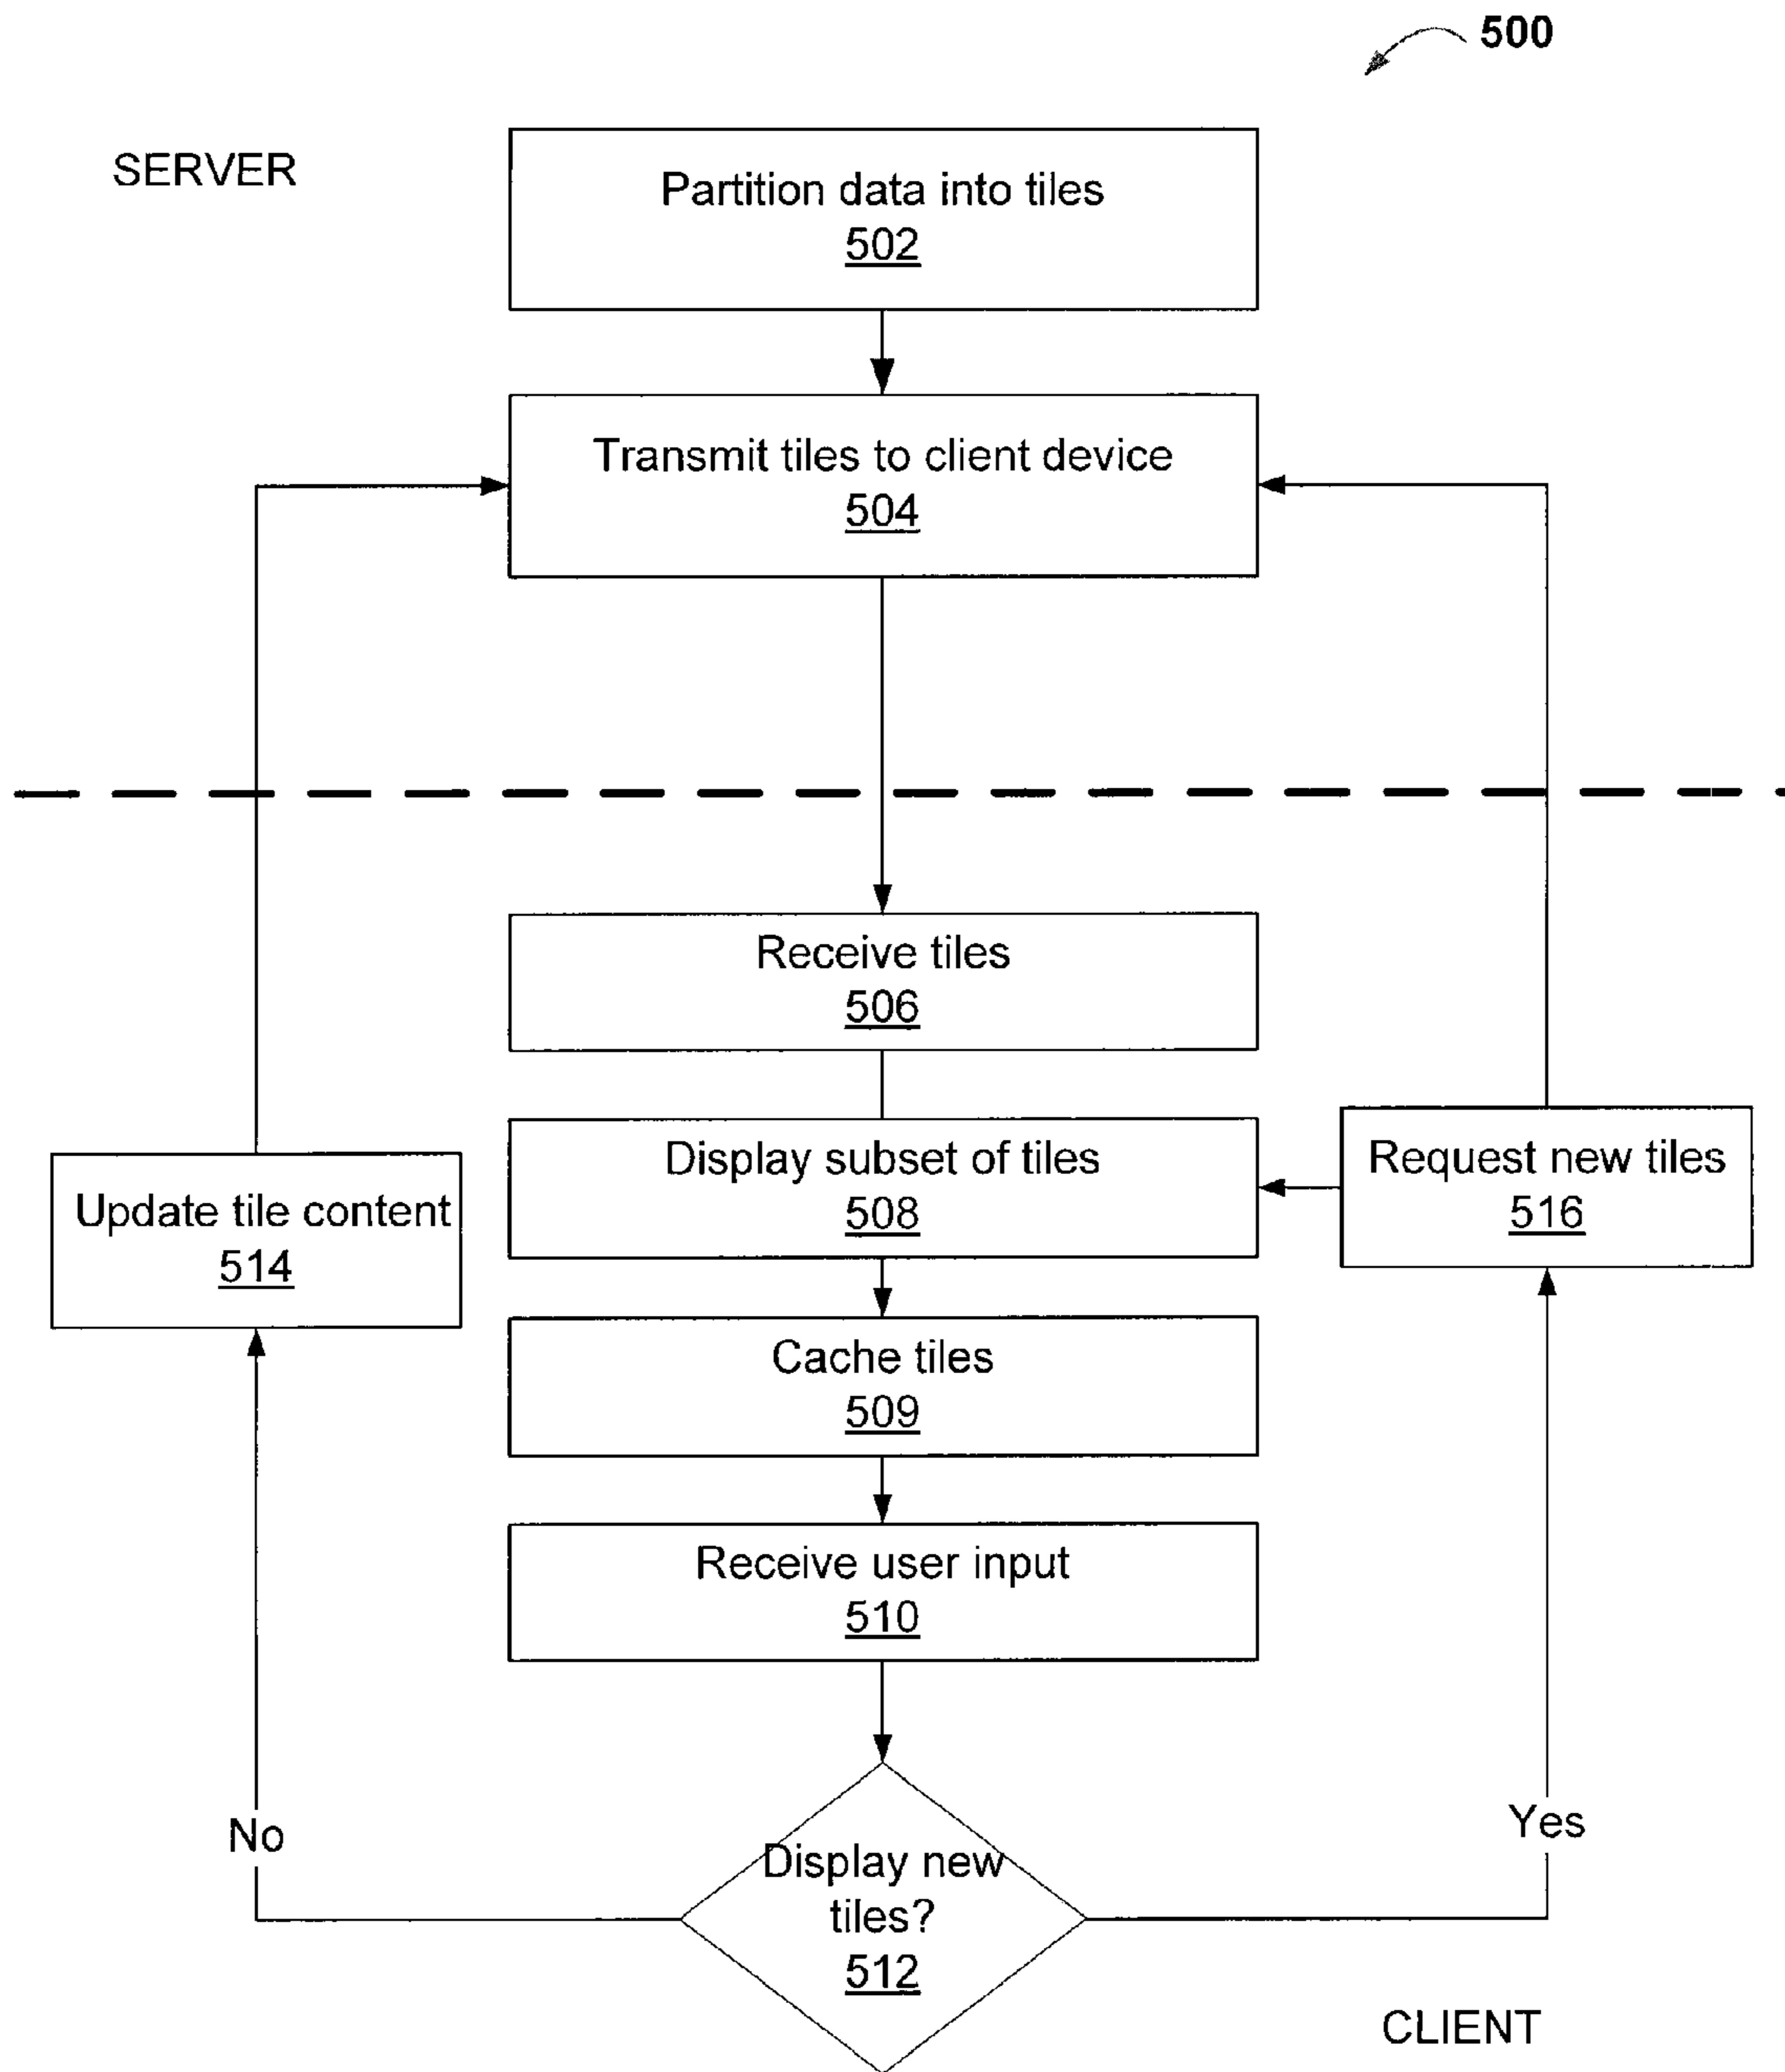 500
SERVER
Partition data into tiles
502
Transmit tiles to client device
504
Receive tiles
506
Display subset of tiles
508
Request new tiles
516
Update tile content
514
Cache tiles
509
Receive user input
510
No
Yes
Display new
tiles?
512
CLIENT